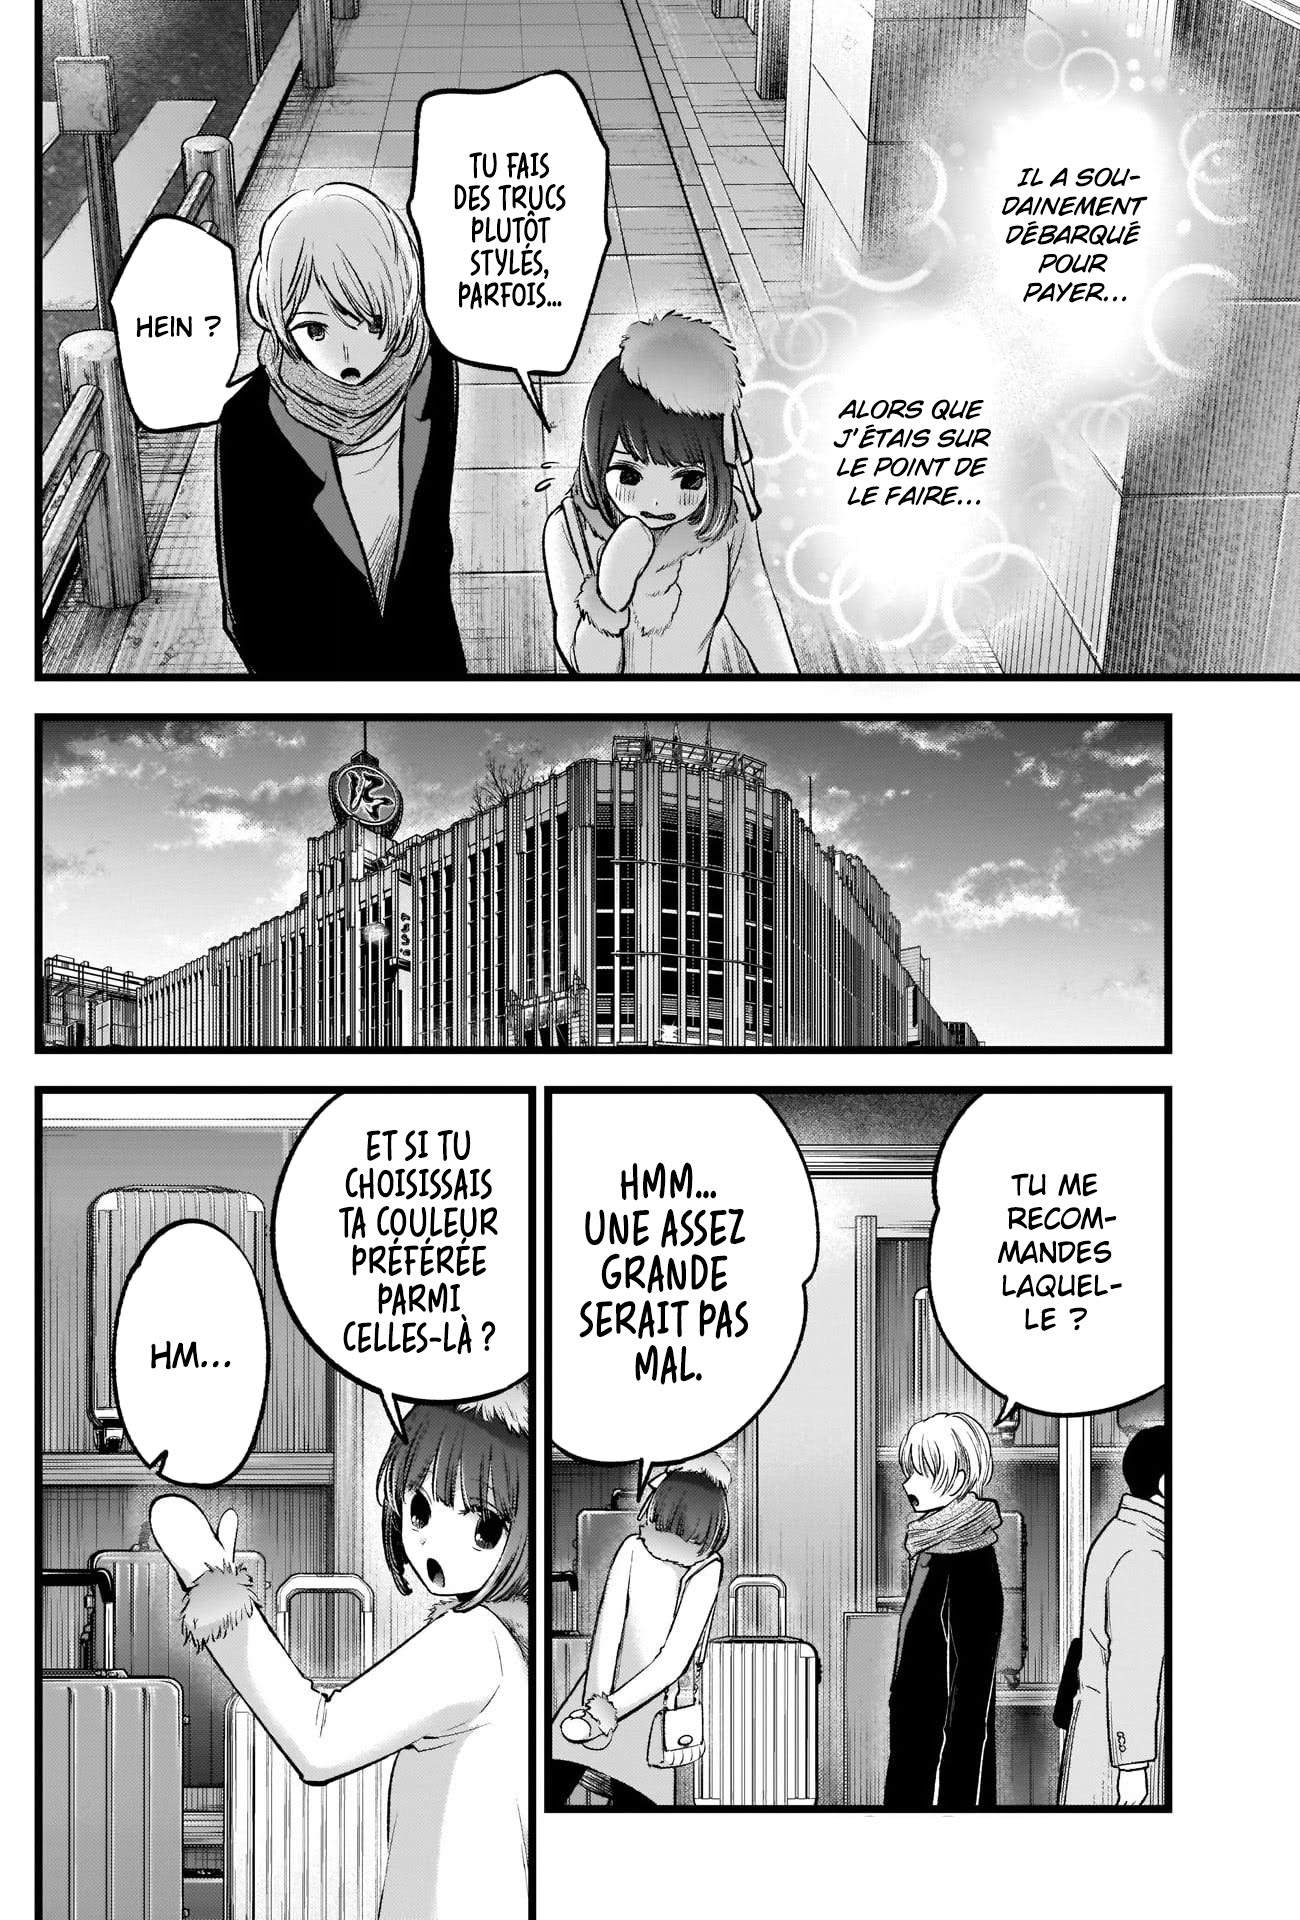 IL A SOU-
DAINEMENT
DÉBARQUÉ
POUR
PAYER...
ALORS QUE
J'ÉTAIS SUR
LE POINT DE
LE FAIRE...
TU FAIS
DES TRUCS
PLUTÔT
STYLÉS,
PARFOIS...
HEIN ?
TU ME
RECOM-
MANDES
LAQUEL-
LE ?
HMM...
UNE ASSEZ
GRANDE
SERAIT PAS
MAL.
ET SI TU
CHOISISSAIS
TA COULEUR
PRÉFÉRÉE
PARMI
CELLES-LÀ ?
HM...